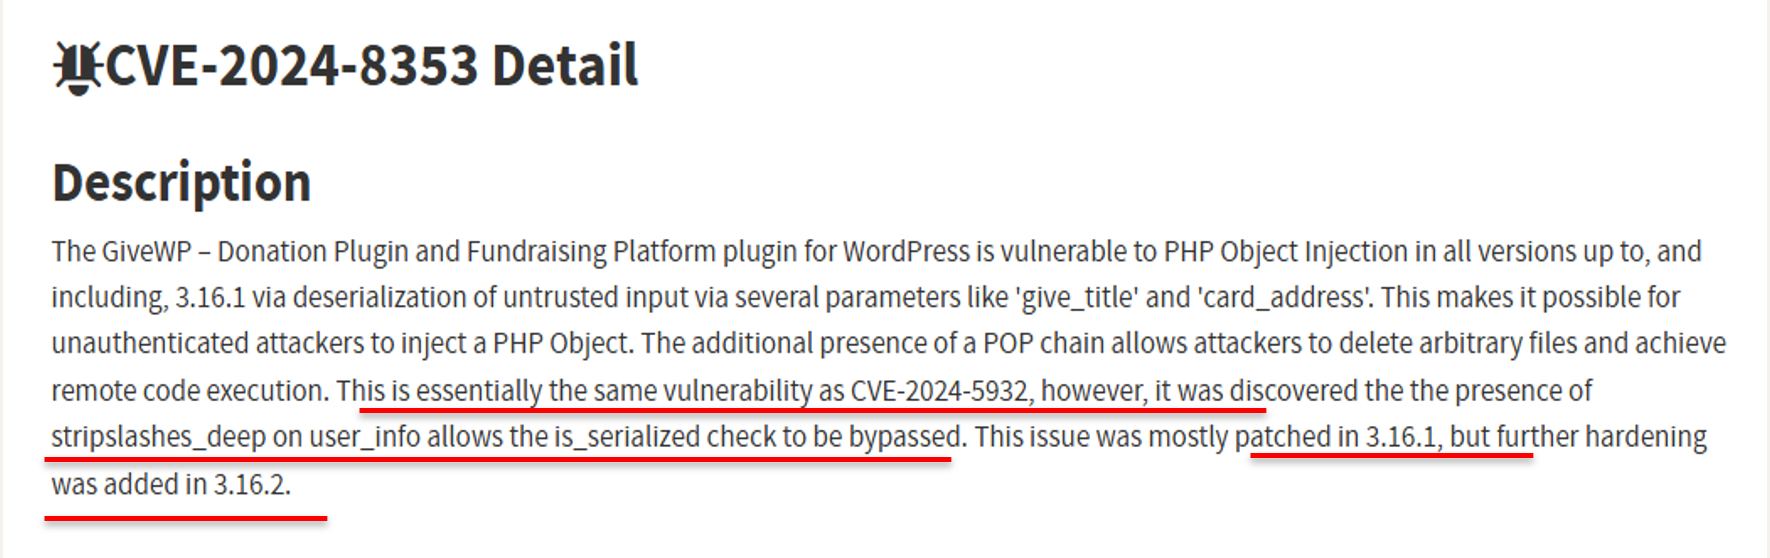 CVE-2024-8353 Detail
Description
The GiveWP – Donation Plugin and Fundraising Platform plugin for WordPress is vulnerable to PHP Object Injection in all versions up to, and
including, 3.16.1 via deserialization of untrusted input via several parameters like 'give_title' and 'card_address'. This makes it possible for
unauthenticated attackers to inject a PHP Object. The additional presence of a POP chain allows attackers to delete arbitrary files and achieve
remote code execution. This is essentially the same vulnerability as CVE-2024-5932, however, it was discovered the the presence of
stripslashes_deep on user_info allows the is_serialized check to be bypassed. This issue was mostly patched in 3.16.1, but further hardening
was added in 3.16.2.